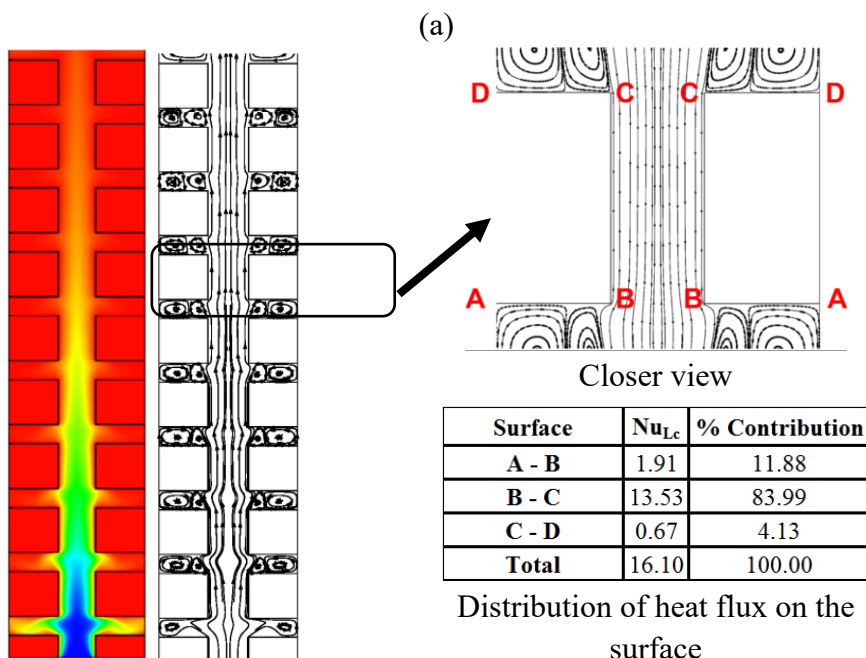 (a)
D C C D
A B B A
Closer view
Surface Nu_Lc % Contribution
A - B 1.91 11.88
B - C 13.53 83.99
C - D 0.67 4.13
Total 16.10 100.00
Distribution of heat flux on the
surface